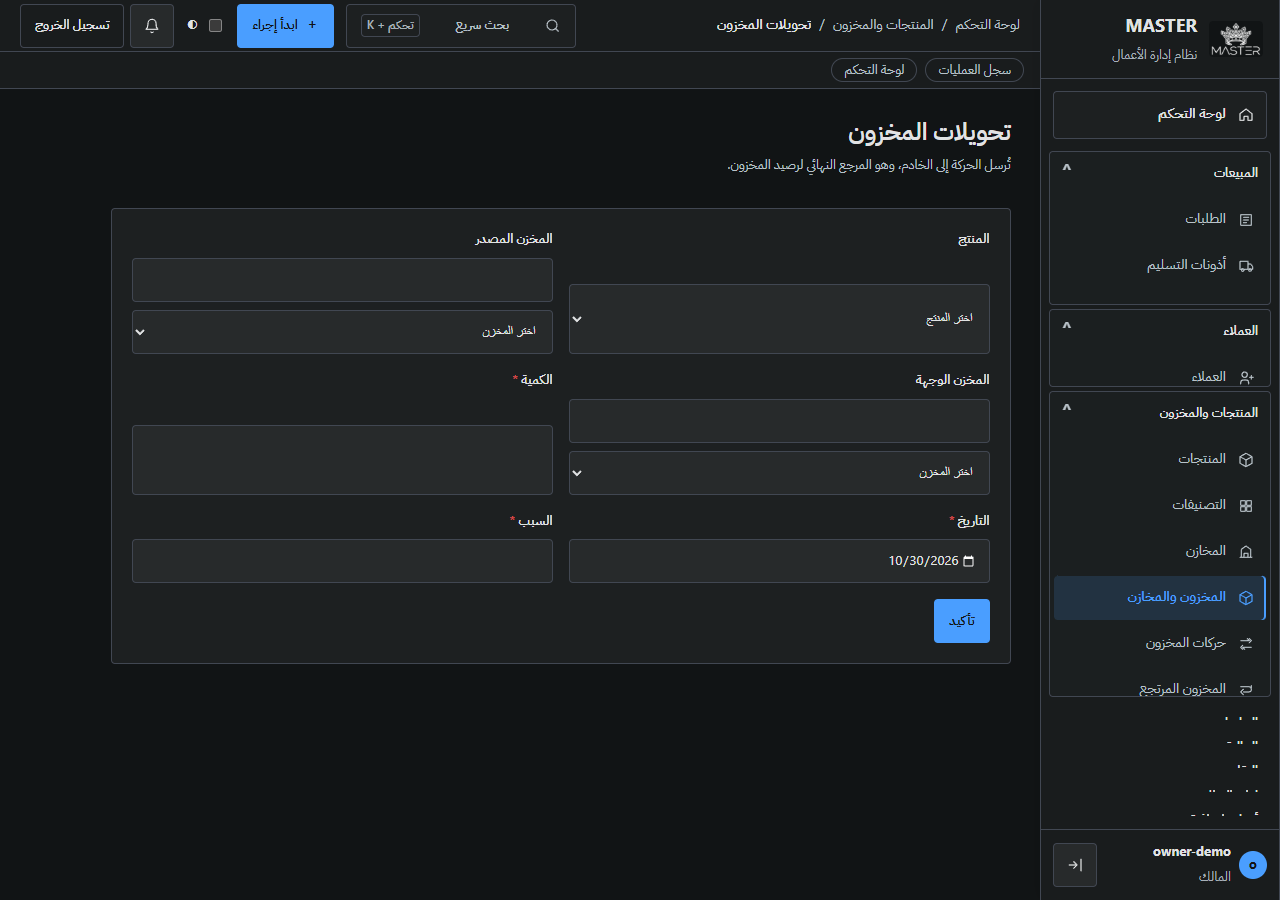 MASTER
نظام إدارة الأعمال
MASTER
لوحة التحكم
المبيعات
الطلبات
أذونات التسليم
العملاء
العملاء
المنتجات والمخزون
المنتجات
التصنيفات
المخازن
المخزون والمخازن
حركات المخزون
المخزون المرتجع
owner-demo
المالك
o
لوحة التحكم / المنتجات والمخزون / تحويلات المخزون
بحث سريع
تحكم + K
+ ابدأ إجراء
تسجيل الخروج
سجل العمليات
لوحة التحكم
تحويلات المخزون
تُرسل الحركة إلى الخادم، وهو المرجع النهائي لرصيد المخزون.
المنتج
اختر المنتج
المخزن المصدر
اختر المخزن
المخزن الوجهة
اختر المخزن
الكمية *
التاريخ *
10/30/2026
السبب *
تأكيد